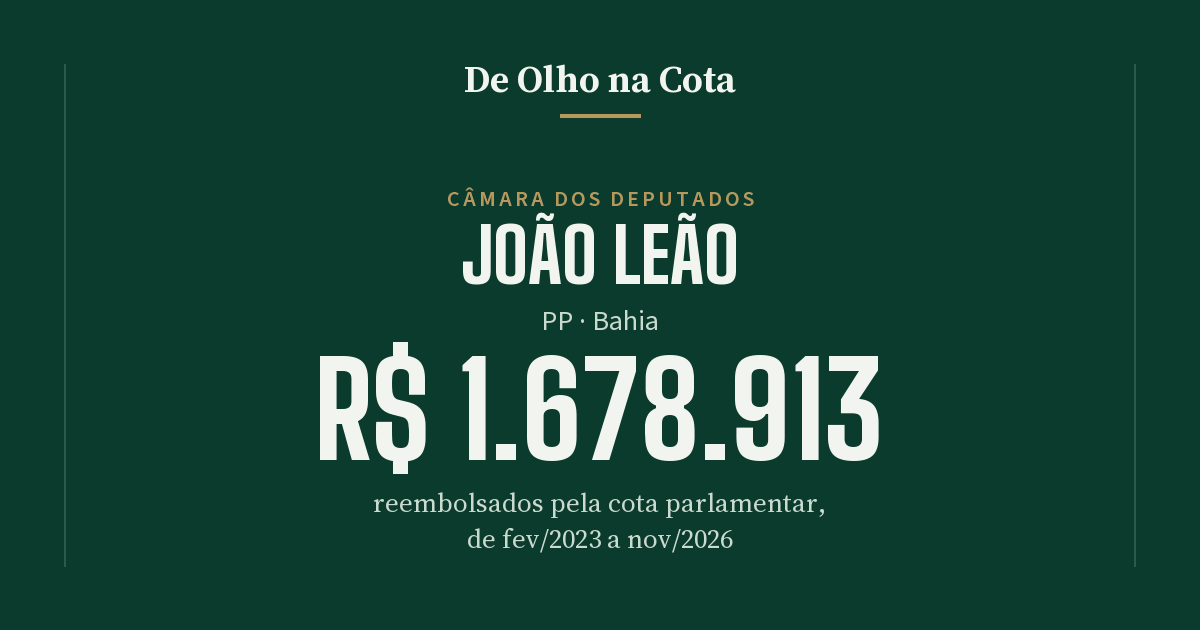 De Olho na Cota
CÂMARA DOS DEPUTADOS
JOÃO LEÃO
PP · Bahia
R$ 1.678.913
reembolsados pela cota parlamentar,
de fev/2023 a nov/2026